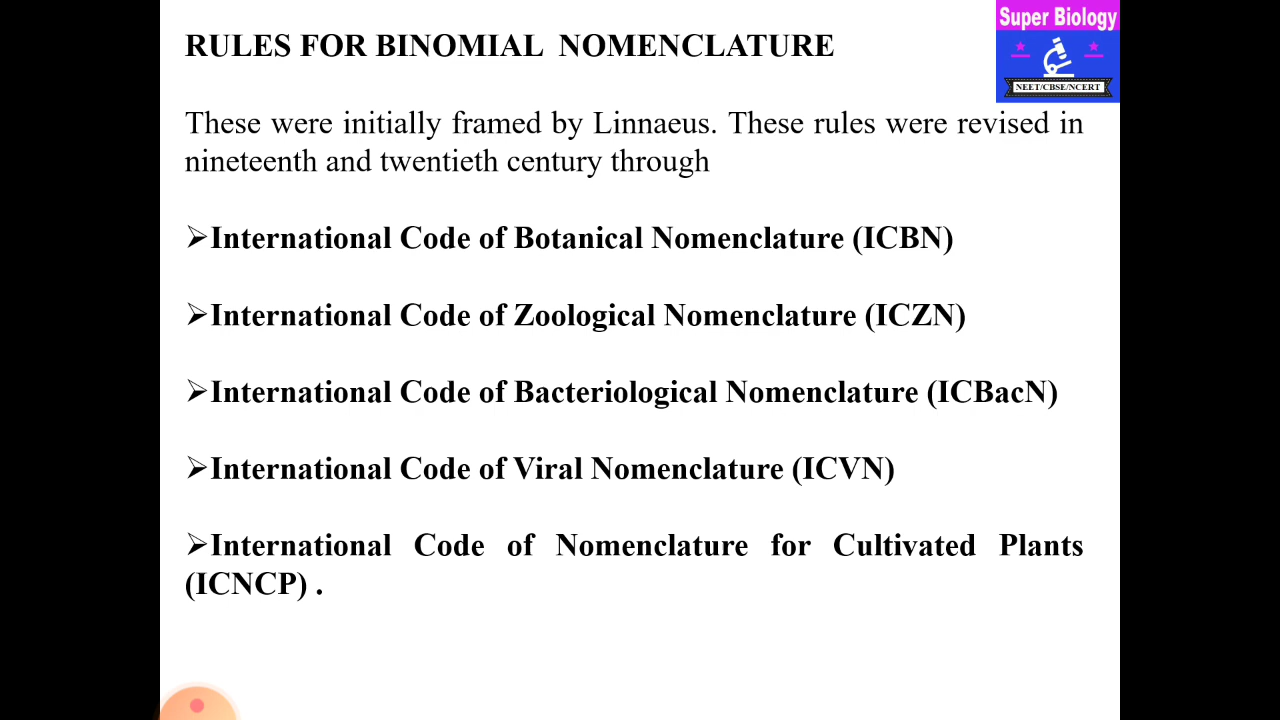 Super Biology
NEET/CBSE/NCERT
RULES FOR BINOMIAL NOMENCLATURE
These were initially framed by Linnaeus. These rules were revised in
nineteenth and twentieth century through
➢International Code of Botanical Nomenclature (ICBN)
➢International Code of Zoological Nomenclature (ICZN)
➢International Code of Bacteriological Nomenclature (ICBacN)
➢International Code of Viral Nomenclature (ICVN)
➢International Code of Nomenclature for Cultivated Plants
(ICNCP) .